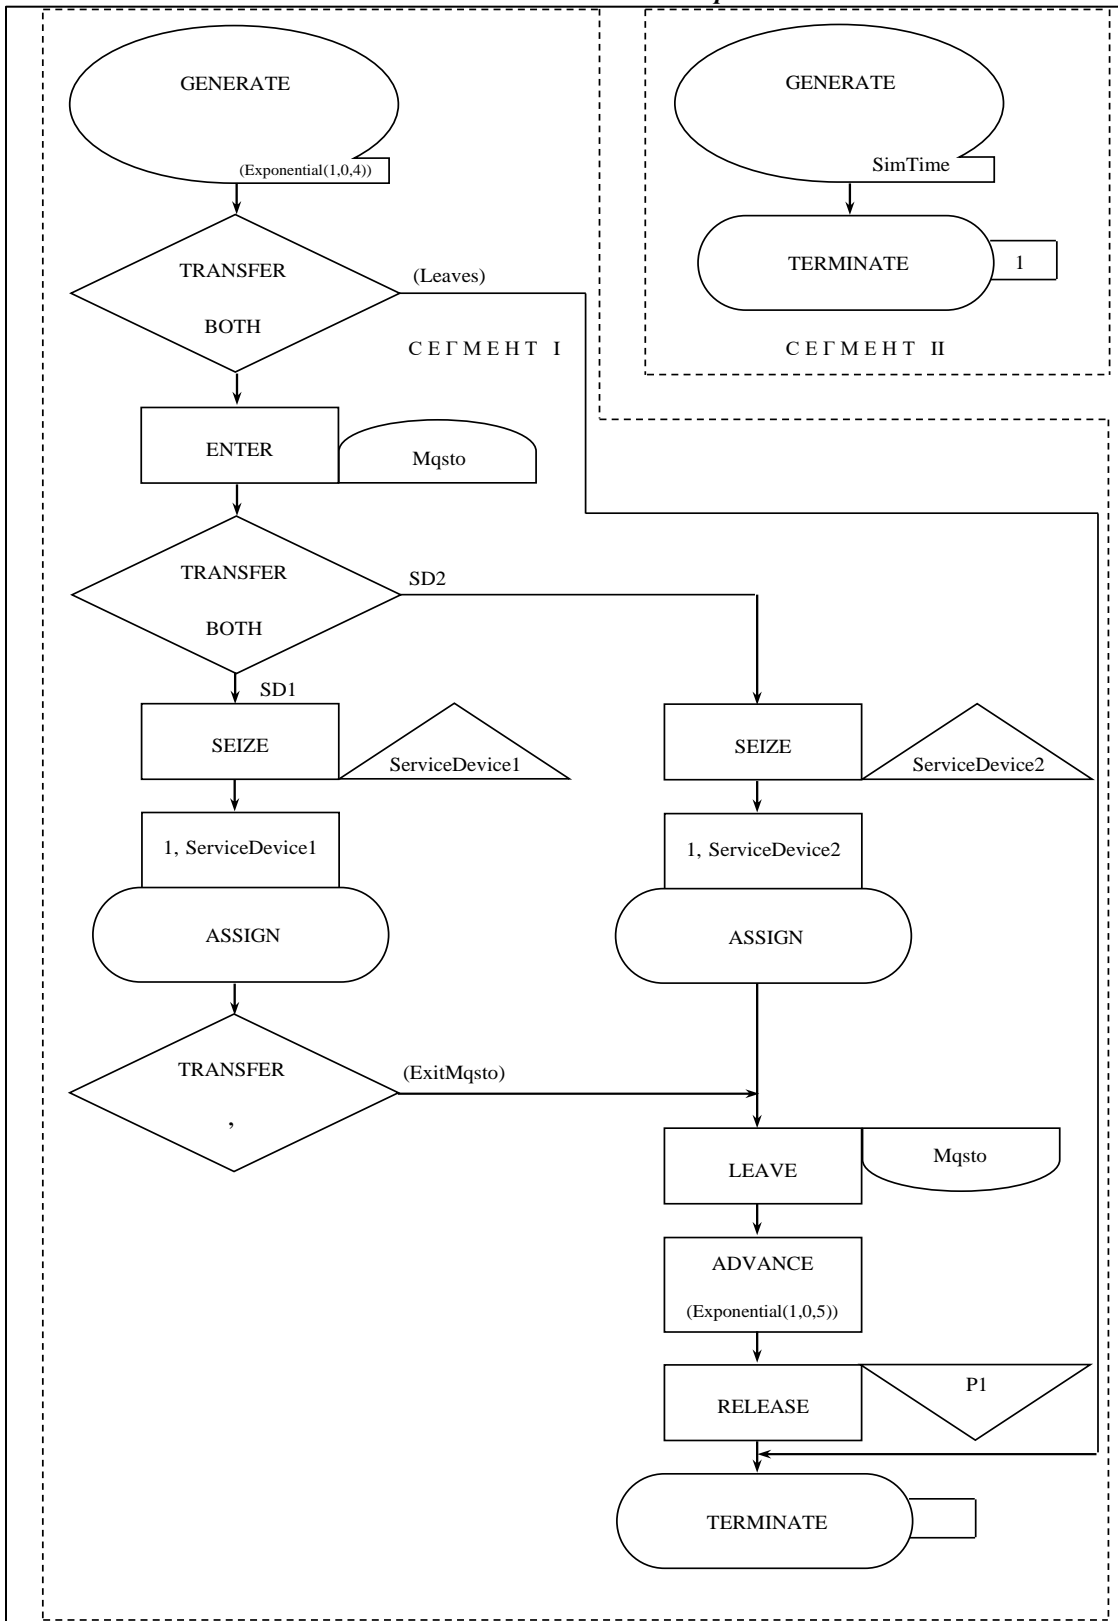 GENERATE
(Exponential(1,0,4))
TRANSFER
BOTH
(Leaves)
СЕГМЕНТ I
GENERATE
SimTime
TERMINATE
1
СЕГМЕНТ II
ENTER
Mqsto
TRANSFER
BOTH
SD2
SD1
SEIZE
ServiceDevice1
SEIZE
ServiceDevice2
1, ServiceDevice1
1, ServiceDevice2
ASSIGN
ASSIGN
TRANSFER
,
(ExitMqsto)
LEAVE
Mqsto
ADVANCE
(Exponential(1,0,5))
RELEASE
P1
TERMINATE